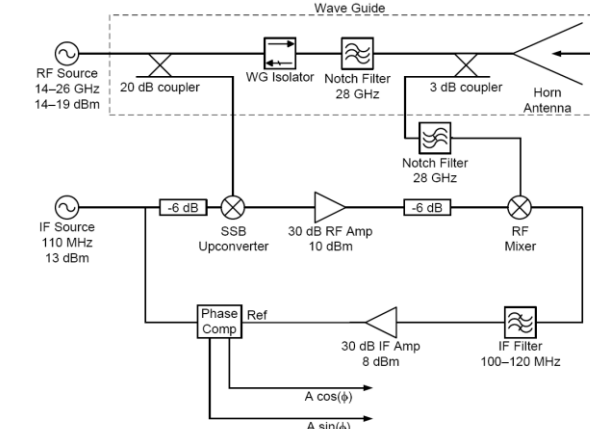 Wave Guide
RF Source
14–26 GHz
14–19 dBm
20 dB coupler
WG Isolator
Notch Filter
28 GHz
3 dB coupler
Horn
Antenna
Notch Filter
28 GHz
IF Source
110 MHz
13 dBm
-6 dB
SSB
Upconverter
30 dB RF Amp
10 dBm
-6 dB
RF
Mixer
Phase
Comp
Ref
30 dB IF Amp
8 dBm
IF Filter
100–120 MHz
A cos(ϕ)
A sin(ϕ)